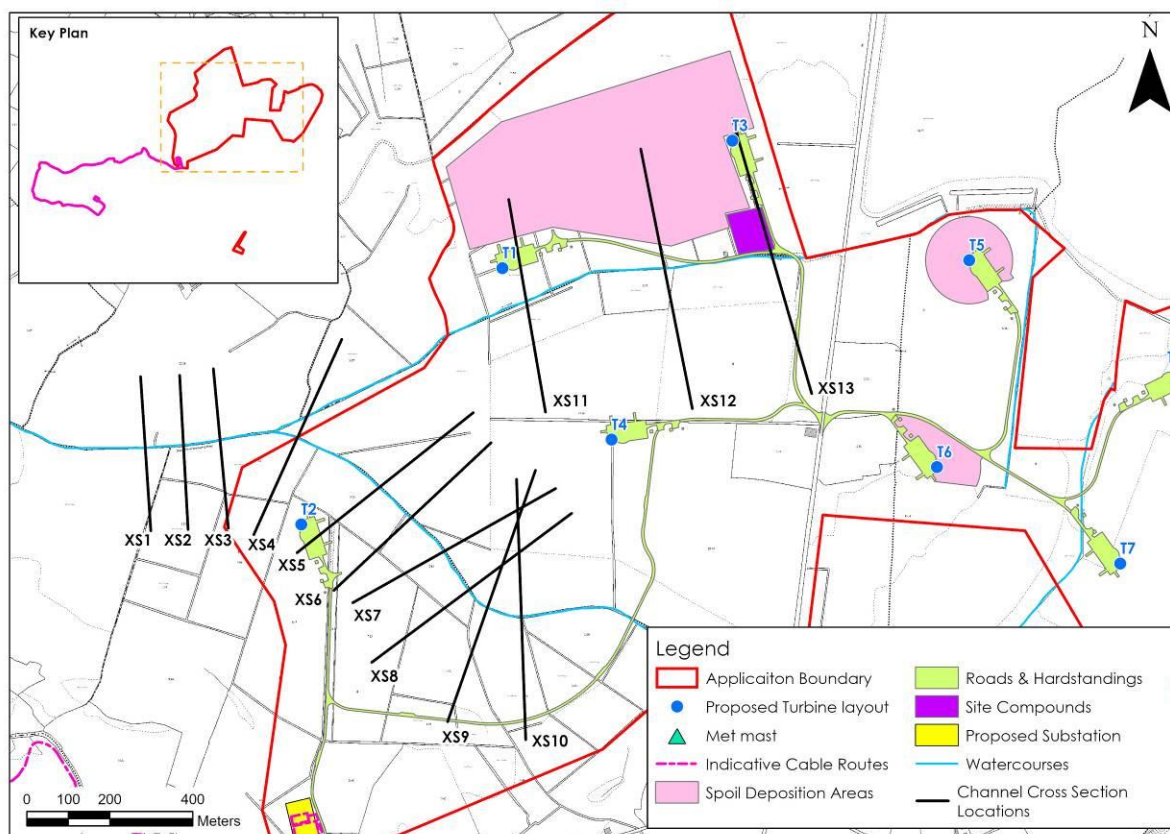 Key Plan
N
T3
T1
T5
XS11
XS12
XS13
T4
T6
T2
T7
XS1
XS2
XS3
XS4
XS5
XS6
XS7
XS8
XS9
XS10
Legend
Applicaiton Boundary
Proposed Turbine layout
Met mast
Indicative Cable Routes
Spoil Deposition Areas
Roads & Hardstandings
Site Compounds
Proposed Substation
Watercourses
Channel Cross Section
Locations
0 100 200 400
Meters